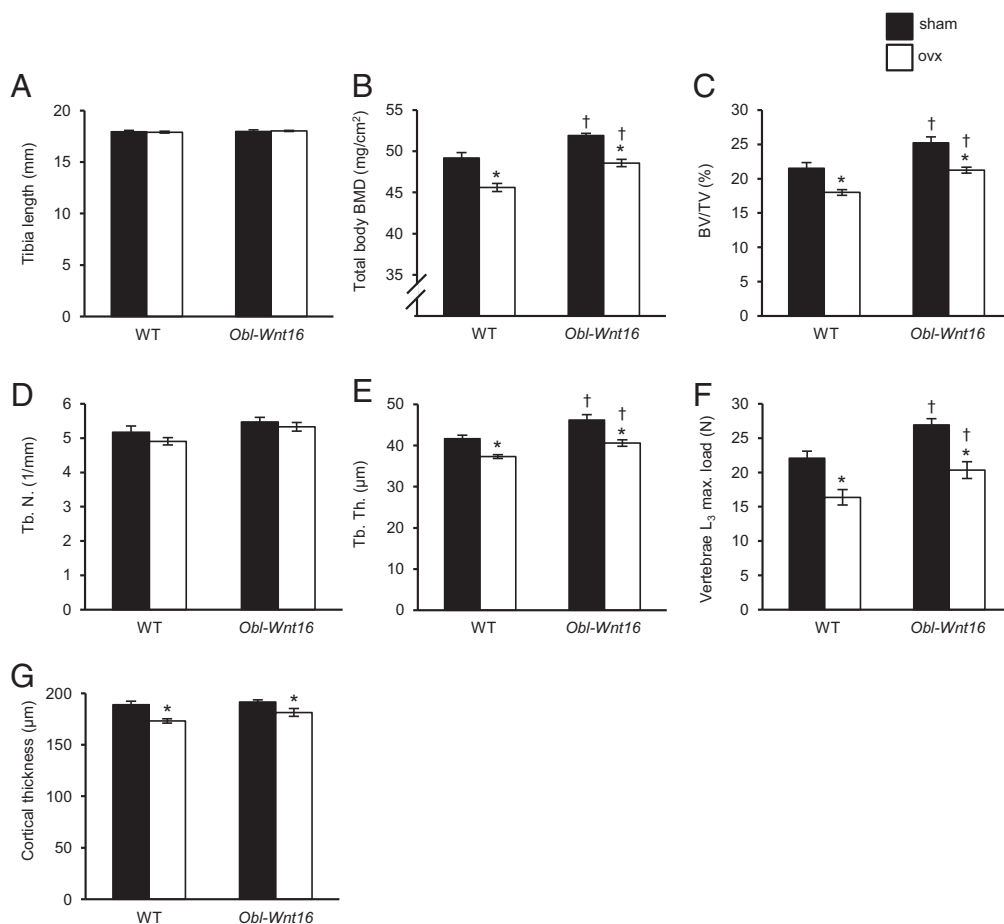 sham
ovx
A
Tibia length (mm)
20
15
10
5
0
WT
Obl-Wnt16
B
Total body BMD (mg/cm²)
55
50
45
40
35
†
*
†
*
WT
Obl-Wnt16
C
BV/TV (%)
30
25
20
15
10
5
0
†
*
†
*
WT
Obl-Wnt16
D
Tb. N. (1/mm)
6
5
4
3
2
1
0
WT
Obl-Wnt16
E
Tb. Th. (µm)
50
40
30
20
10
0
†
*
†
*
WT
Obl-Wnt16
F
Vertebrae L₃ max. load (N)
30
25
20
15
10
5
0
†
*
†
*
WT
Obl-Wnt16
G
Cortical thickness (µm)
200
150
100
50
0
*
*
WT
Obl-Wnt16